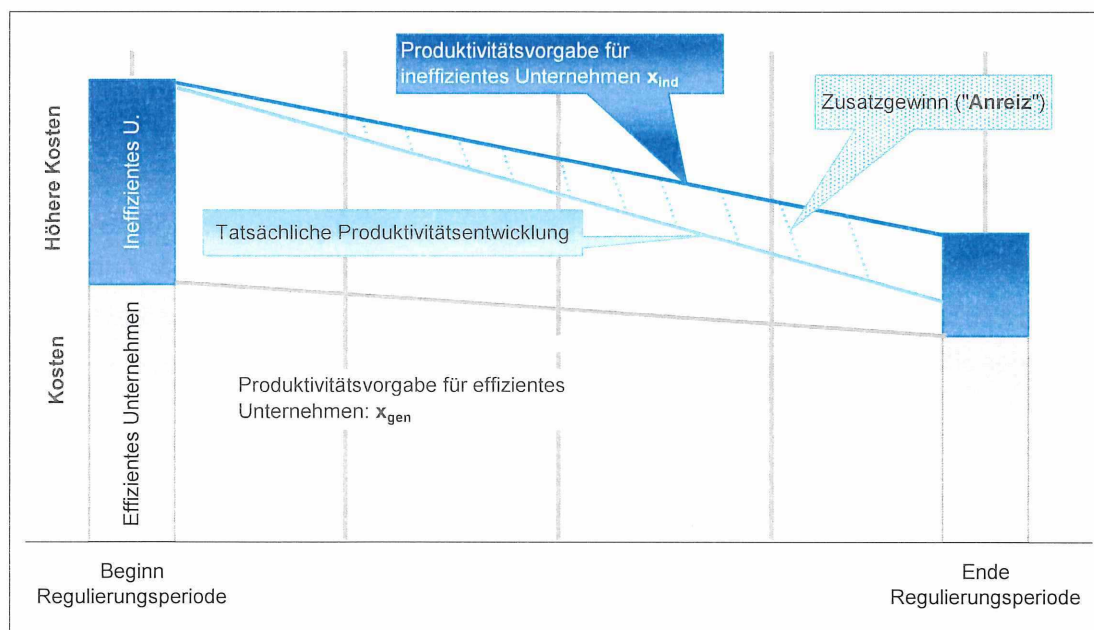 Produktivitätsvorgabe für
ineffizientes Unternehmen xind
Zusatzgewinn ("Anreiz")
Höhere Kosten
Ineffizientes U.
Tatsächliche Produktivitätsentwicklung
Kosten
Effizientes Unternehmen
Produktivitätsvorgabe für effizientes
Unternehmen: xgen
Beginn
Regulierungsperiode
Ende
Regulierungsperiode